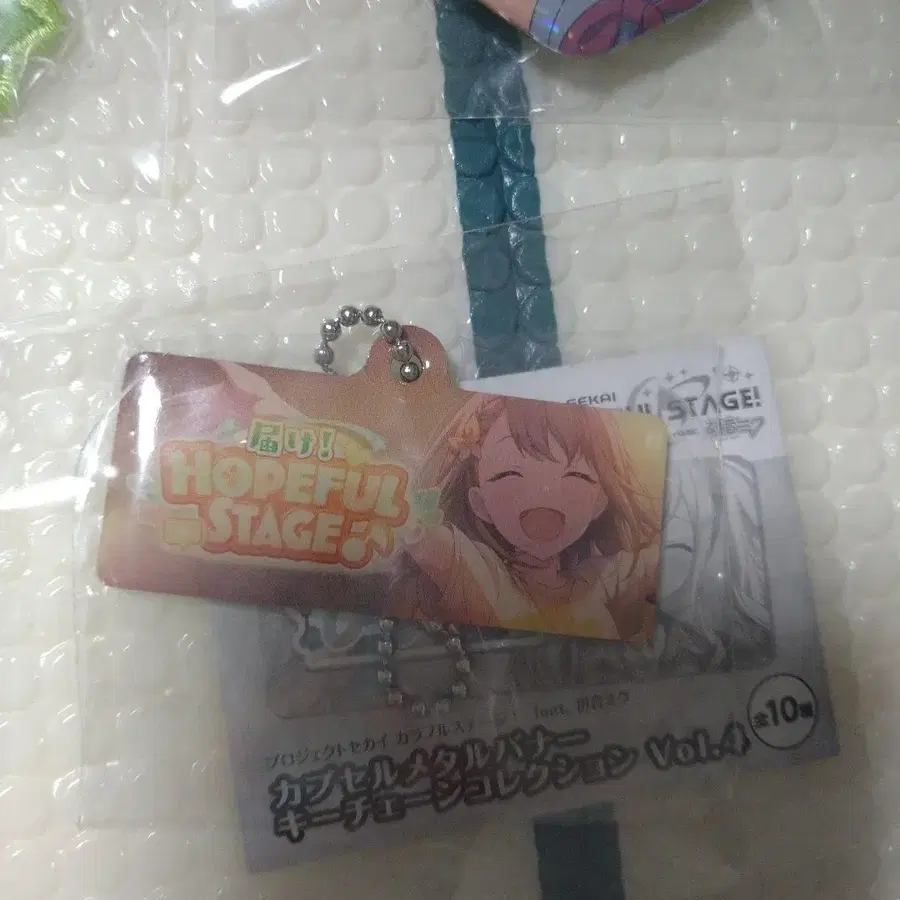 届け!
HOPEFUL
STAGE
SEKAI
STAGE!
プロジェクトセカイ カラフルステージ! feat. 初音ミク
カプセルメタルバナー
キーチェーンコレクション Vol.4
全10種